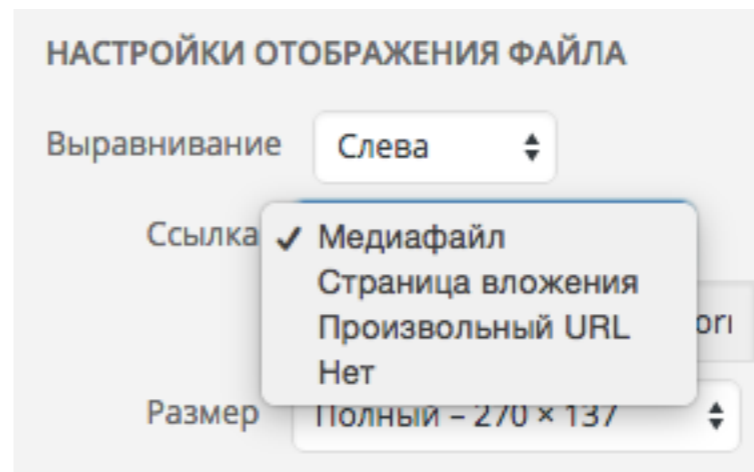 НАСТРОЙКИ ОТОБРАЖЕНИЯ ФАЙЛА
Выравнивание Слева
Ссылка ✓ Медиафайл
Страница вложения
Произвольный URL
Нет
Размер Полный – 270 × 137